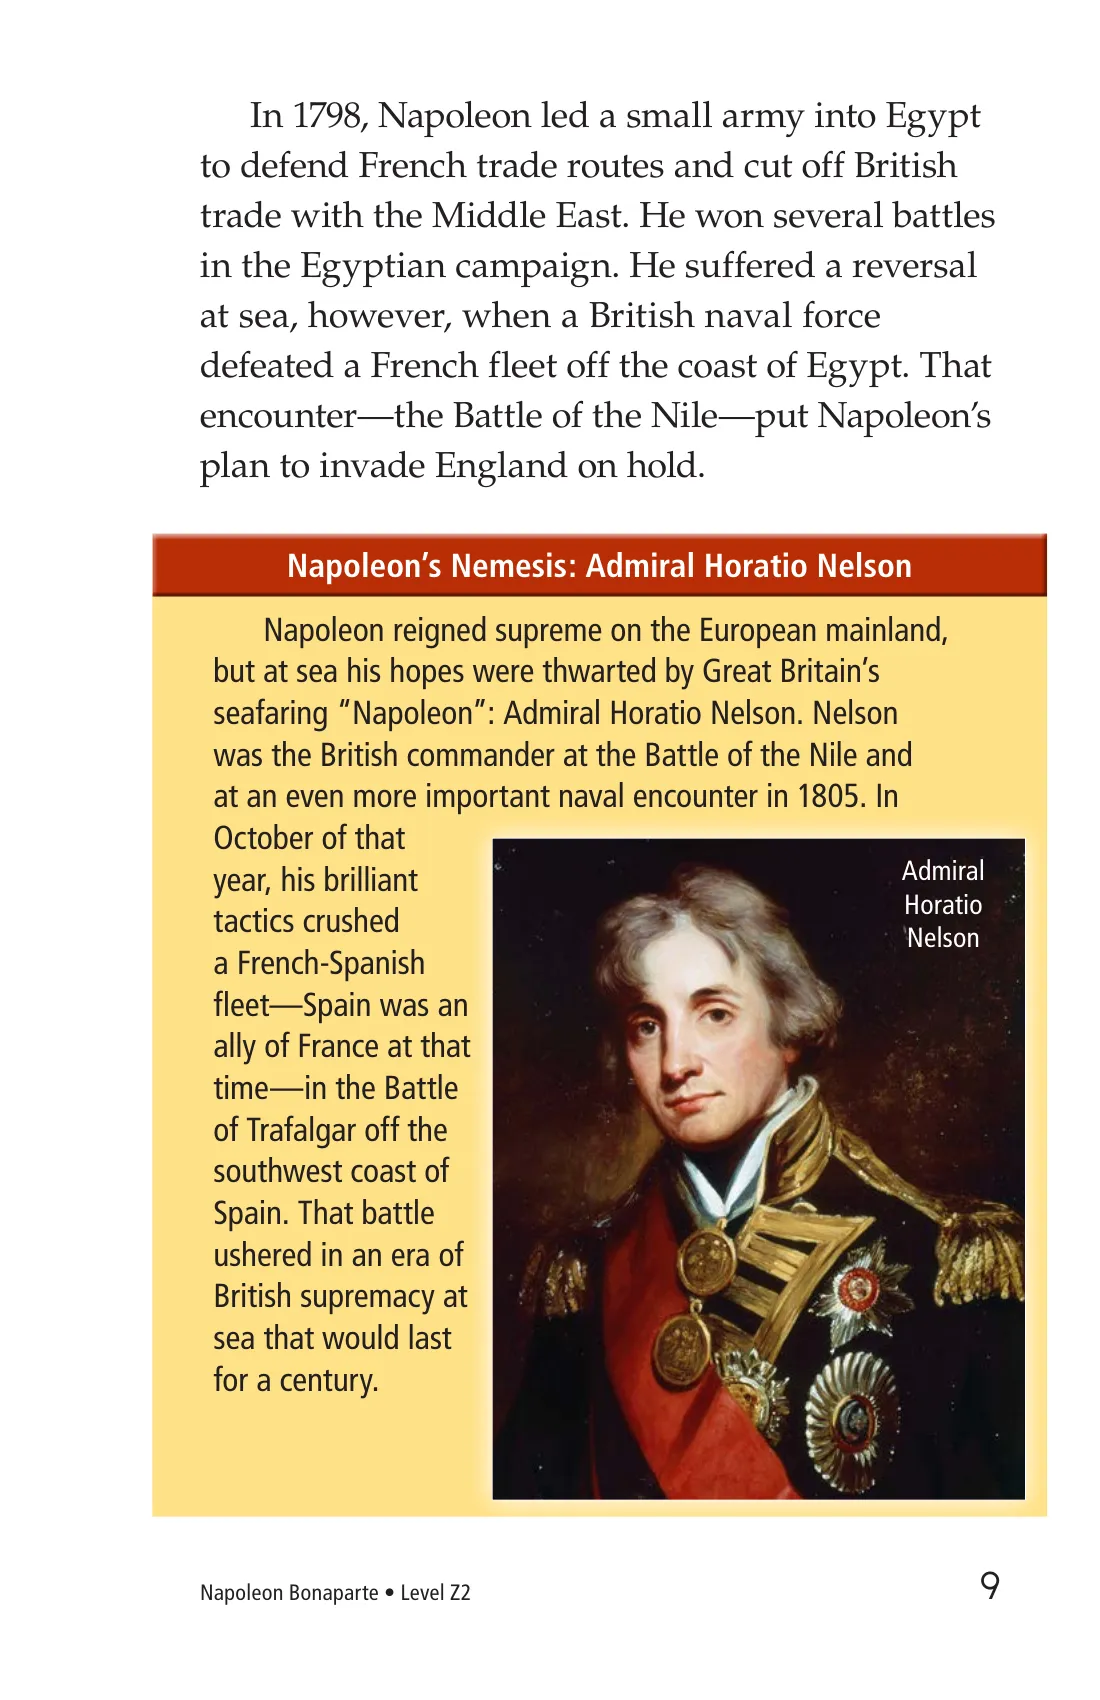 In 1798, Napoleon led a small army into Egypt
to defend French trade routes and cut off British
trade with the Middle East. He won several battles
in the Egyptian campaign. He suffered a reversal
at sea, however, when a British naval force
defeated a French fleet off the coast of Egypt. That
encounter—the Battle of the Nile—put Napoleon’s
plan to invade England on hold.
Napoleon’s Nemesis: Admiral Horatio Nelson
Napoleon reigned supreme on the European mainland,
but at sea his hopes were thwarted by Great Britain’s
seafaring “Napoleon”: Admiral Horatio Nelson. Nelson
was the British commander at the Battle of the Nile and
at an even more important naval encounter in 1805. In
October of that
year, his brilliant
tactics crushed
a French-Spanish
fleet—Spain was an
ally of France at that
time—in the Battle
of Trafalgar off the
southwest coast of
Spain. That battle
ushered in an era of
British supremacy at
sea that would last
for a century.
Admiral
Horatio
Nelson
Napoleon Bonaparte • Level Z2
9